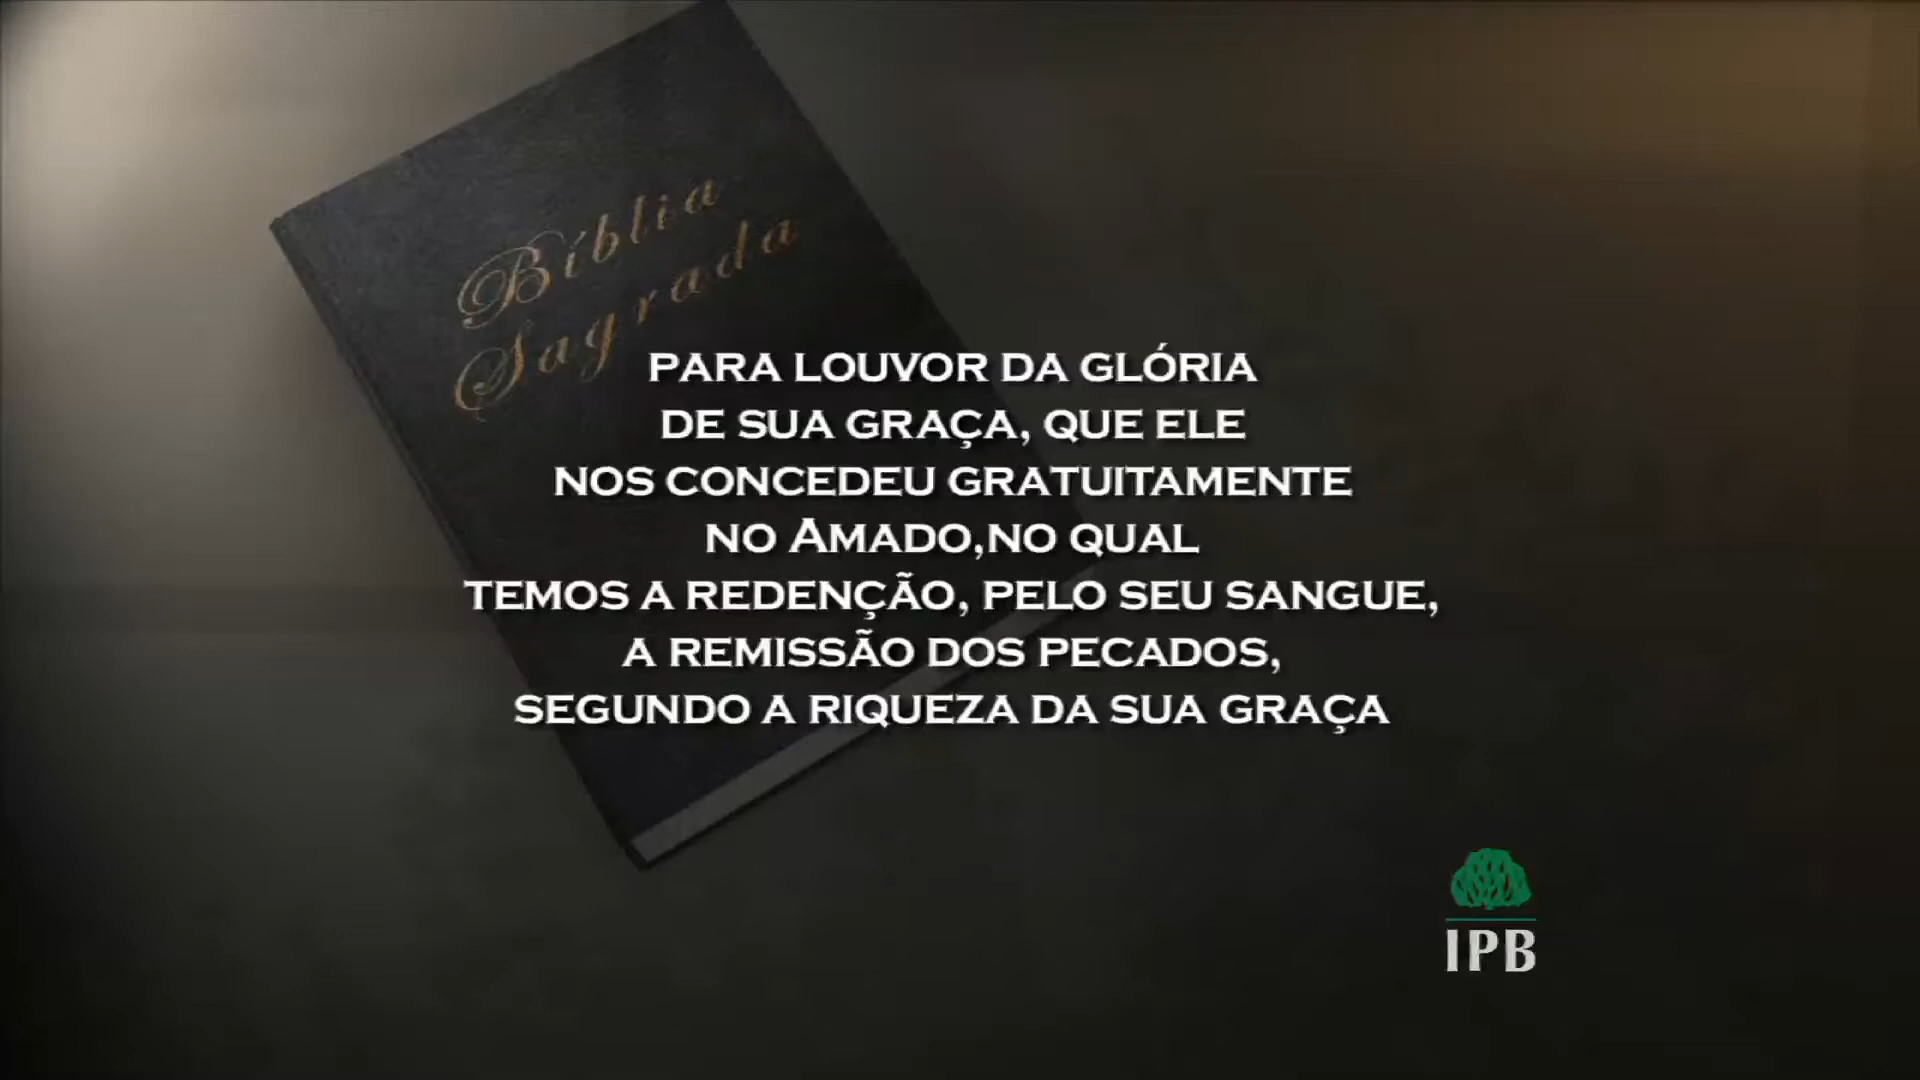 Bíblia
Sagrada
PARA LOUVOR DA GLÓRIA
DE SUA GRAÇA, QUE ELE
NOS CONCEDEU GRATUITAMENTE
NO AMADO,NO QUAL
TEMOS A REDENÇÃO, PELO SEU SANGUE,
A REMISSÃO DOS PECADOS,
SEGUNDO A RIQUEZA DA SUA GRAÇA
IPB